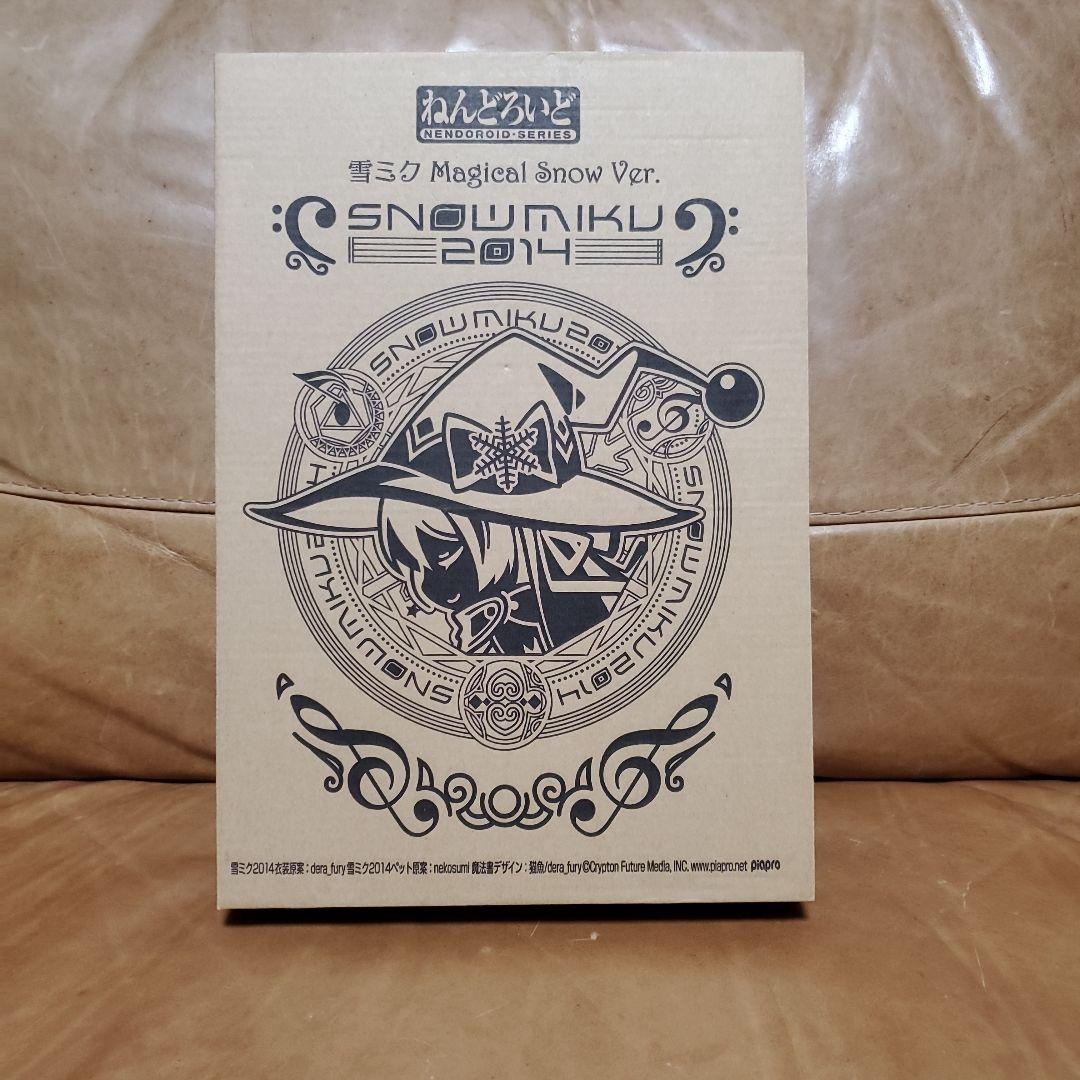 ねんどろいど
NENDOROID·SERIES
雪ミク Magical Snow Ver.
SNOW MIKU
2014
SNOW MIKU 20
SNOW MIKU 2014
SNOW MIKU
雪ミク2014衣装原案：dera_fury 雪ミク2014ペット原案：nekosumi 魔法書デザイン：猫魚/dera_fury ©Crypton Future Media, INC. www.piapro.net piapro